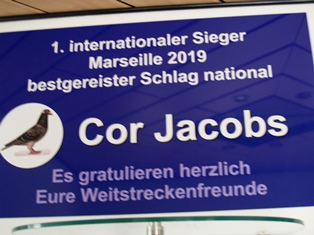 1. internationaler Sieger
Marseille 2019
bestgereister Schlag national
Cor Jacobs
Es gratulieren herzlich
Eure Weitstreckenfreunde